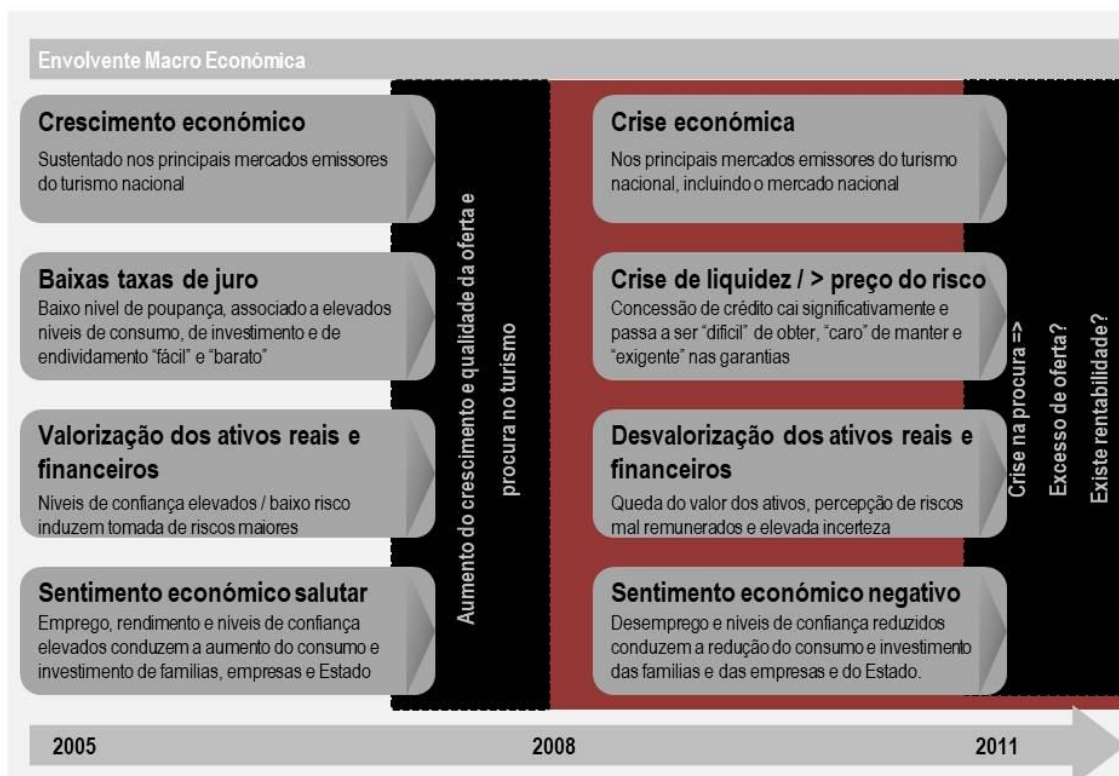 Envolvente Macro Económica
Crescimento económico
Sustentado nos principais mercados emissores
do turismo nacional
Baixas taxas de juro
Baixo nível de poupança, associado a elevados
níveis de consumo, de investimento e de
endividamento “fácil” e “barato”
Valorização dos ativos reais e
financeiros
Níveis de confiança elevados / baixo risco
induzem tomada de riscos maiores
Sentimento económico salutar
Emprego, rendimento e níveis de confiança
elevados conduzem a aumento do consumo e
investimento de famílias, empresas e Estado
Aumento do crescimento e qualidade da oferta e
procura no turismo
Crise económica
Nos principais mercados emissores do turismo
nacional, incluindo o mercado nacional
Crise de liquidez / > preço do risco
Concessão de crédito cai significativamente e
passa a ser “difícil” de obter, “caro” de manter e
“exigente” nas garantias
Desvalorização dos ativos reais e
financeiros
Queda do valor dos ativos, percepção de riscos
mal remunerados e elevada incerteza
Sentimento económico negativo
Desemprego e níveis de confiança reduzidos
conduzem a redução do consumo e investimento
das famílias e das empresas e do Estado.
Crise na procura =>
Excesso de oferta?
Existe rentabilidade?
2005
2008
2011